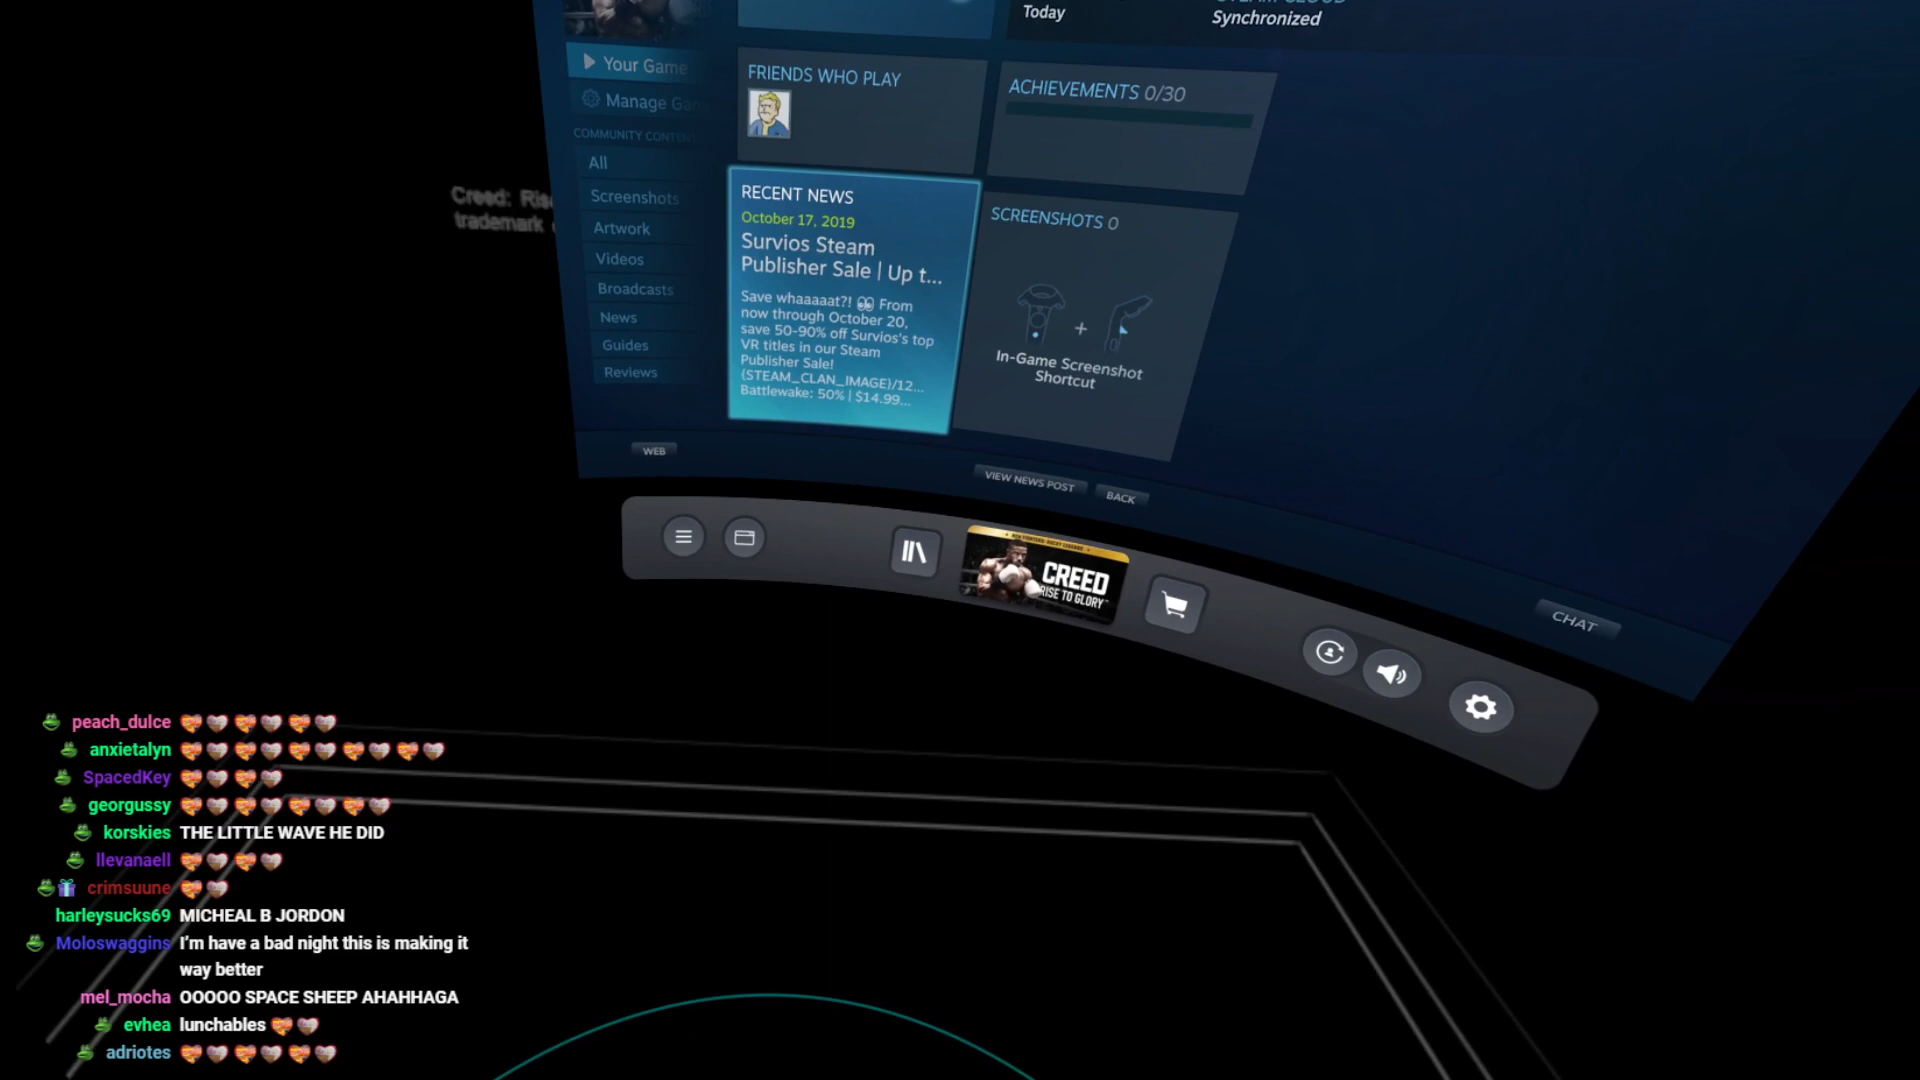 Today
Synchronized
Your Game
Manage
COMMUNITY CONTENT
All
Screenshots
Artwork
Videos
Broadcasts
News
Guides
Reviews
FRIENDS WHO PLAY
ACHIEVEMENTS 0/30
Creed: Rise
trademark
RECENT NEWS
October 17, 2019
Survios Steam
Publisher Sale | Up t...
Save whaaaaat?! 👀 From
now through October 20,
save 50-90% off Survios's top
VR titles in our Steam
Publisher Sale!
{STEAM_CLAN_IMAGE}/12...
Battlewake: 50% | $14.99...
SCREENSHOTS 0
+
In-Game Screenshot
Shortcut
WEB
VIEW NEWS POST
BACK
CREED
RISE TO GLORY
CHAT
peach_dulce
anxietalyn
SpacedKey
georgussy
korskies THE LITTLE WAVE HE DID
llevanaell
crimsuune
harleysucks69 MICHEAL B JORDON
Moloswaggins I'm have a bad night this is making it
way better
mel_mocha OOOOO SPACE SHEEP AHAHHAGA
evhea lunchables
adriotes